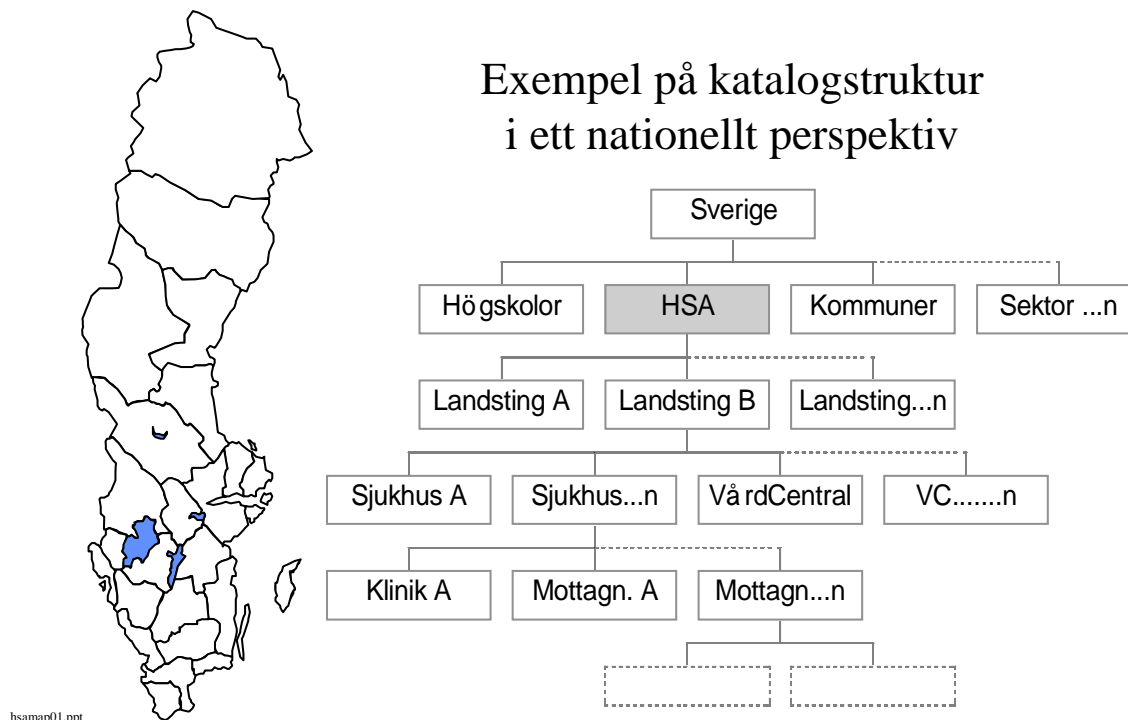 Exempel på katalogstruktur
i ett nationellt perspektiv
Sverige
Högskolor
HSA
Kommuner
Sektor ...n
Landsting A
Landsting B
Landsting...n
Sjukhus A
Sjukhus...n
VårdCentral
VC.......n
Klinik A
Mottagn. A
Mottagn...n
hsamap01.ppt